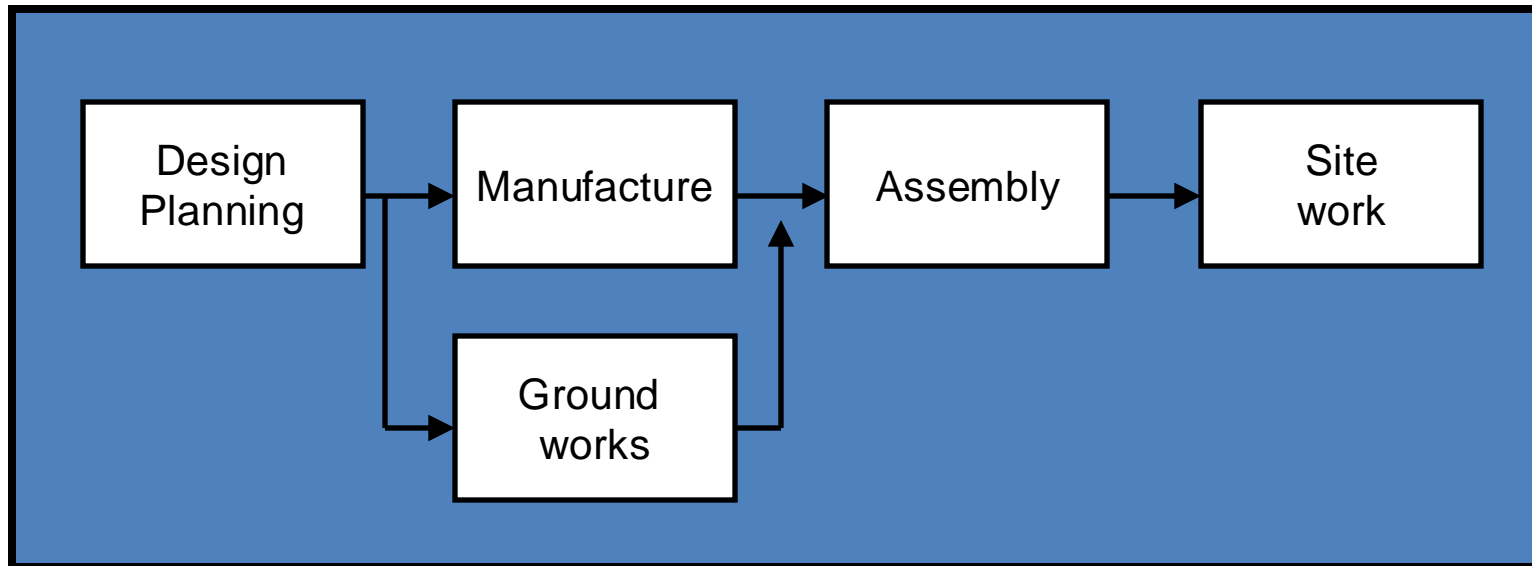 Design
Planning
Manufacture
Assembly
Site
work
Ground
works